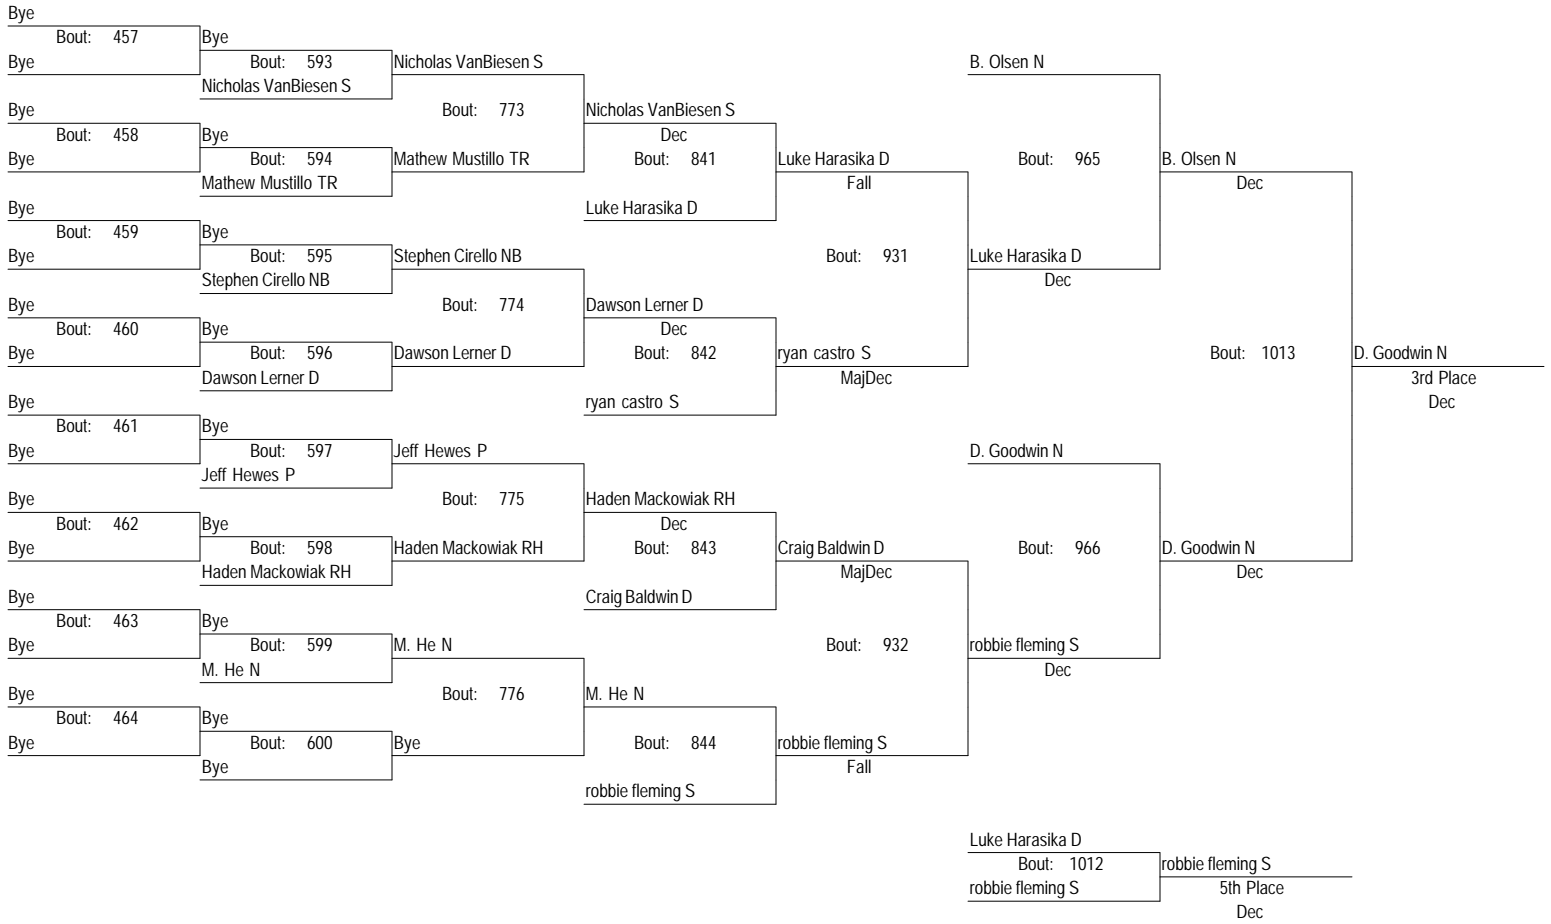 Bye
Bout: 457 Bye
Bye Bout: 593 Nicholas VanBiesen S B. Olsen N
Nicholas VanBiesen S
Bye Bout: 773 Nicholas VanBiesen S
Bout: 458 Bye Dec
Bye Bout: 594 Mathew Mustillo TR Bout: 841 Luke Harasika D Bout: 965 B. Olsen N
Mathew Mustillo TR Fall Dec
Bye Luke Harasika D
Bout: 459 Bye
Bye Bout: 595 Stephen Cirello NB Bout: 931 Luke Harasika D
Stephen Cirello NB Dec
Bye Bout: 774 Dawson Lerner D
Bout: 460 Bye Dec
Bye Bout: 596 Dawson Lerner D Bout: 842 ryan castro S Bout: 1013 D. Goodwin N
Dawson Lerner D MajDec 3rd Place
Bye ryan castro S Dec
Bout: 461 Bye
Bye Bout: 597 Jeff Hewes P D. Goodwin N
Jeff Hewes P
Bye Bout: 775 Haden Mackowiak RH
Bout: 462 Bye Dec
Bye Bout: 598 Haden Mackowiak RH Bout: 843 Craig Baldwin D Bout: 966 D. Goodwin N
Haden Mackowiak RH MajDec Dec
Bye Craig Baldwin D
Bout: 463 Bye
Bye Bout: 599 M. He N Bout: 932 robbie fleming S
M. He N Dec
Bye Bout: 776 M. He N
Bout: 464 Bye
Bye Bout: 600 Bye Bout: 844 robbie fleming S
Bye Fall
robbie fleming S
Luke Harasika D
Bout: 1012 robbie fleming S
robbie fleming S 5th Place
Dec